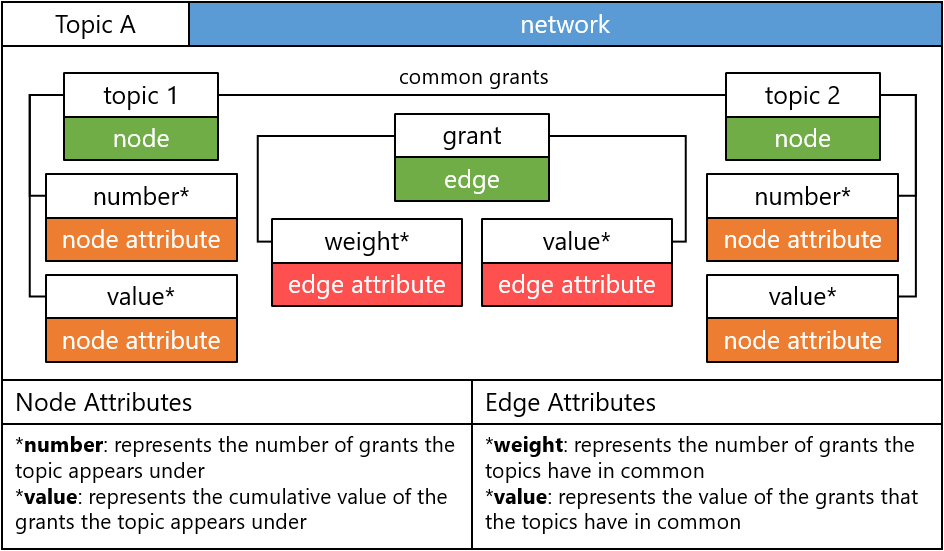 Topic A
network
common grants
topic 1
node
topic 2
node
grant
edge
number*
node attribute
value*
node attribute
weight*
edge attribute
value*
edge attribute
number*
node attribute
value*
node attribute
Node Attributes
*number: represents the number of grants the
topic appears under
*value: represents the cumulative value of the
grants the topic appears under
Edge Attributes
*weight: represents the number of grants the
topics have in common
*value: represents the value of the grants that
the topics have in common